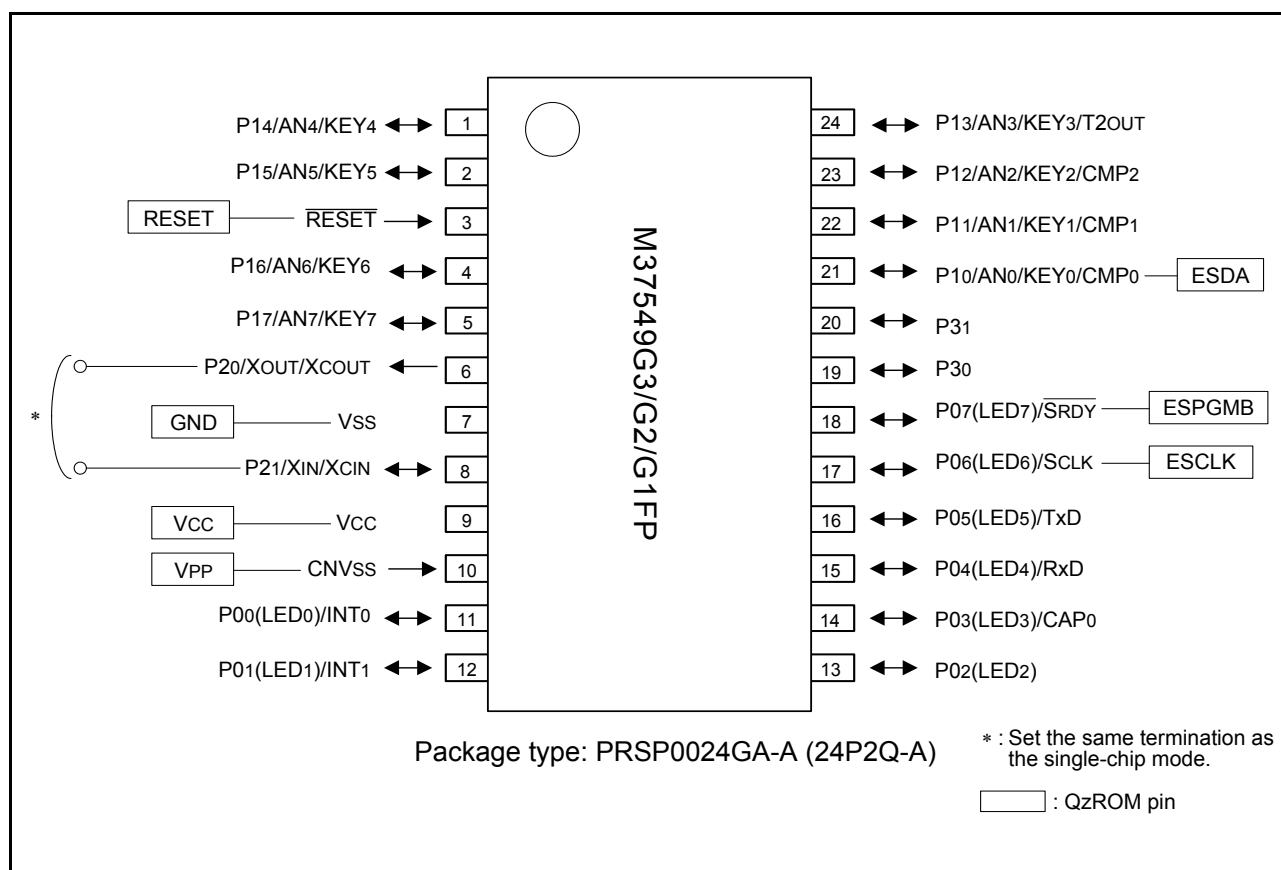 P14/AN4/KEY4
1
P15/AN5/KEY5
2
RESET
RESET
3
P16/AN6/KEY6
4
P17/AN7/KEY7
5
*
P20/XOUT/XCOUT
6
GND
VSS
7
P21/XIN/XCIN
8
VCC
VCC
9
VPP
CNVSS
10
P00(LED0)/INT0
11
P01(LED1)/INT1
12
M37549G3/G2/G1FP
24
P13/AN3/KEY3/T2OUT
23
P12/AN2/KEY2/CMP2
22
P11/AN1/KEY1/CMP1
21
P10/AN0/KEY0/CMP0
ESDA
20
P31
19
P30
18
P07(LED7)/SRDY
ESPGMB
17
P06(LED6)/SCLK
ESCLK
16
P05(LED5)/TxD
15
P04(LED4)/RxD
14
P03(LED3)/CAP0
13
P02(LED2)
Package type: PRSP0024GA-A (24P2Q-A)
* : Set the same termination as
the single-chip mode.
: QzROM pin